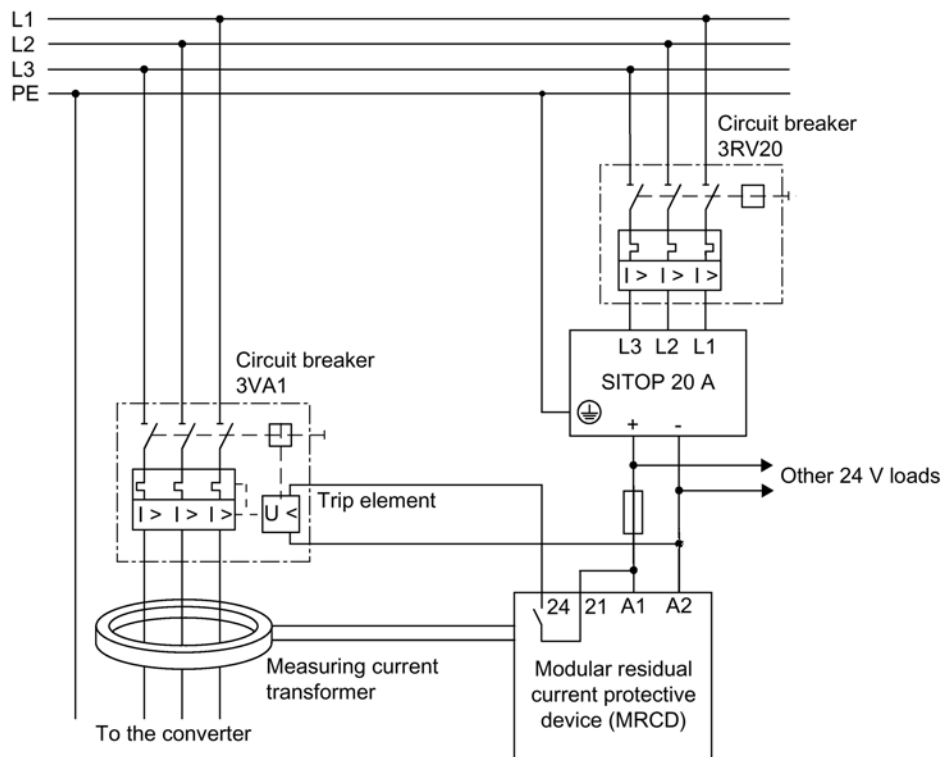 L1
L2
L3
PE
Circuit breaker
3RV20
I > I > I >
L3 L2 L1
SITOP 20 A
+ -
Circuit breaker
3VA1
Other 24 V loads
Trip element
I > I > I > U <
24 21 A1 A2
Measuring current
transformer
Modular residual
current protective
device (MRCD)
To the converter